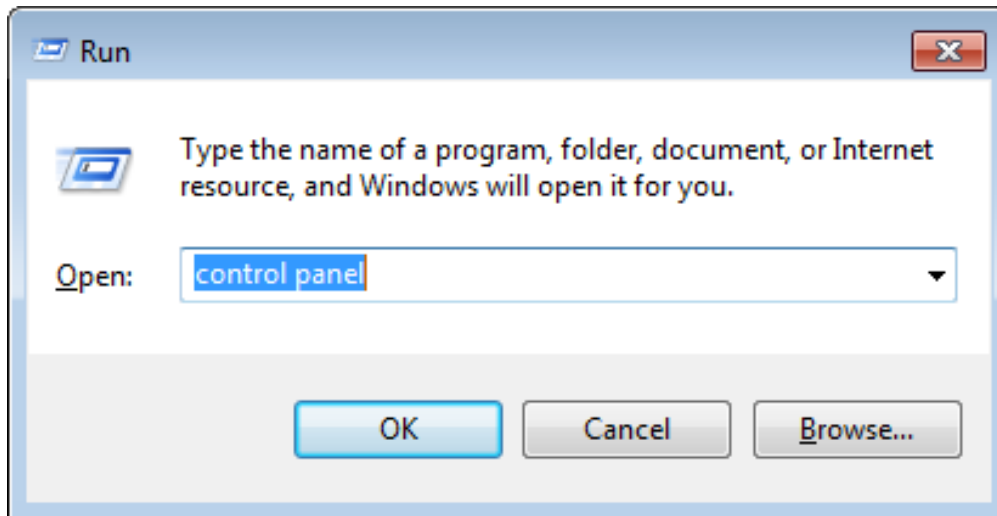 Run
Type the name of a program, folder, document, or Internet
resource, and Windows will open it for you.
Open: control panel
OK Cancel Browse...